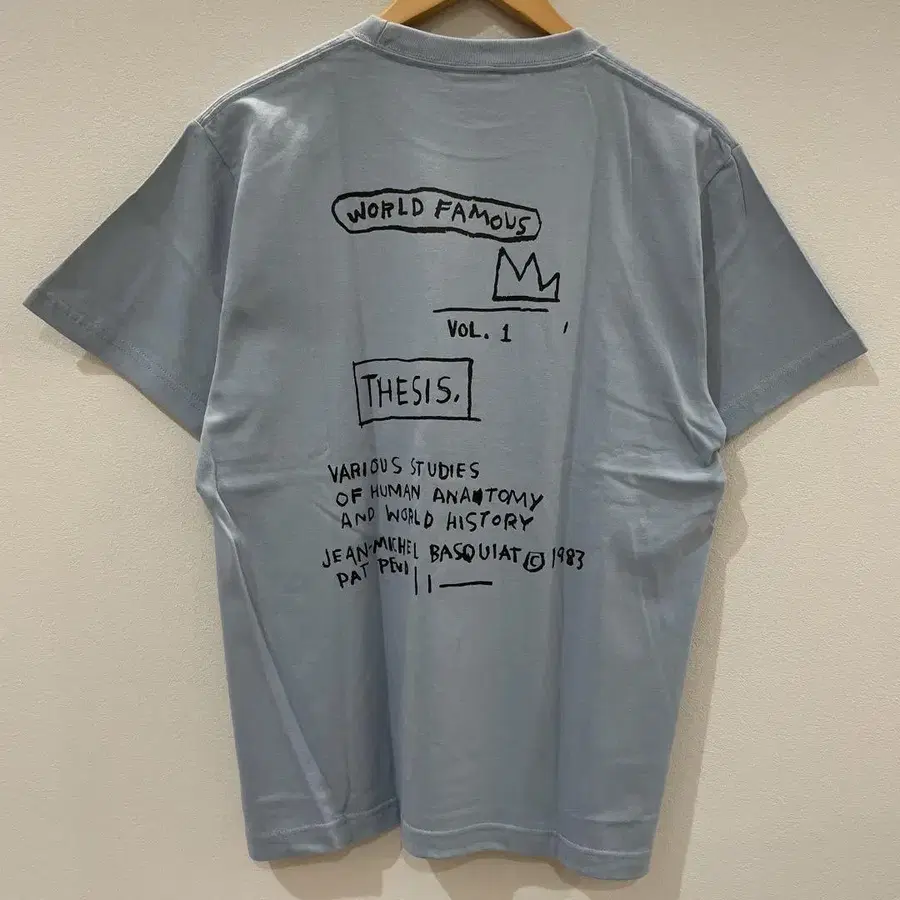 WORLD FAMOUS
VOL. 1
THESIS.
VARIOUS STUDIES
OF HUMAN ANATOMY
AND WORLD HISTORY
JEAN-MICHEL BASQUIAT © 1983
PAT PEND